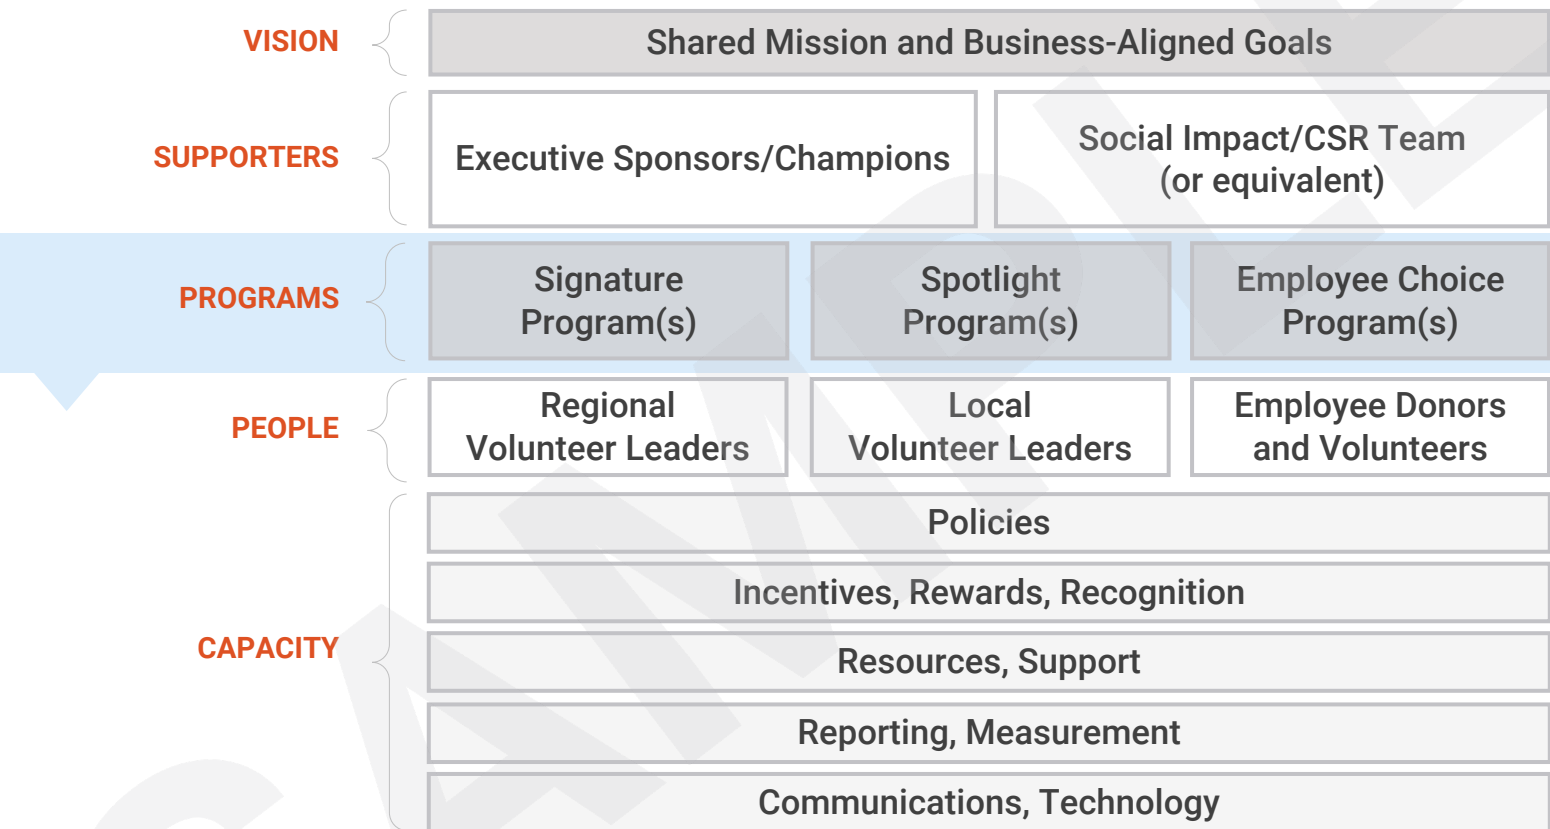 VISION
Shared Mission and Business-Aligned Goals
SUPPORTERS
Executive Sponsors/Champions
Social Impact/CSR Team
(or equivalent)
PROGRAMS
Signature
Program(s)
Spotlight
Program(s)
Employee Choice
Program(s)
PEOPLE
Regional
Volunteer Leaders
Local
Volunteer Leaders
Employee Donors
and Volunteers
CAPACITY
Policies
Incentives, Rewards, Recognition
Resources, Support
Reporting, Measurement
Communications, Technology
SAMPLE